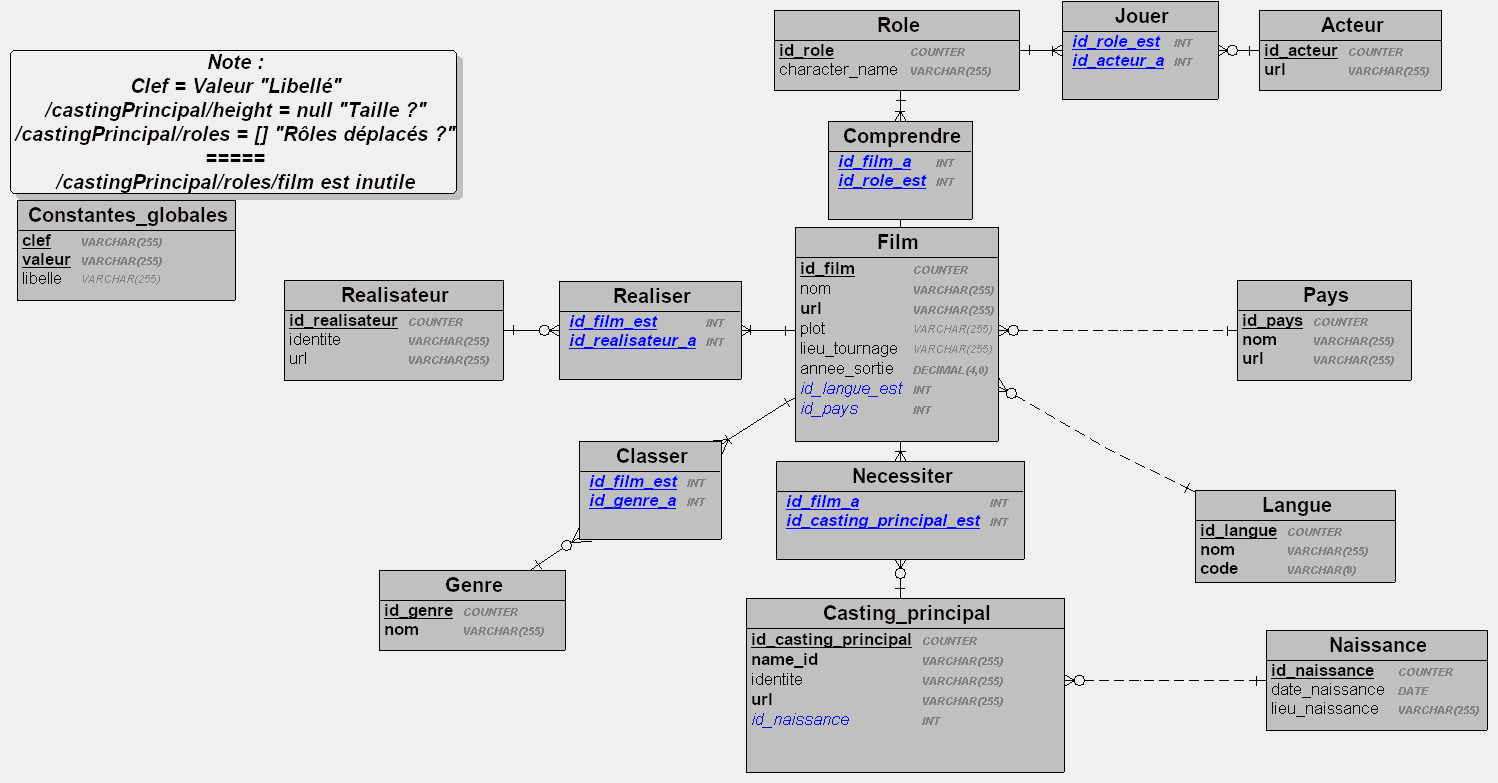 Note :
Clef = Valeur "Libellé"
/castingPrincipal/height = null "Taille ?"
/castingPrincipal/roles = [] "Rôles déplacés ?"
=====
/castingPrincipal/roles/film est inutile
Constantes_globales
clef VARCHAR(255)
valeur VARCHAR(255)
libelle VARCHAR(255)
Role
id_role COUNTER
character_name VARCHAR(255)
Jouer
id_role_est INT
id_acteur_a INT
Acteur
id_acteur COUNTER
url VARCHAR(255)
Comprendre
id_film_a INT
id_role_est INT
Film
id_film COUNTER
nom VARCHAR(255)
url VARCHAR(255)
plot VARCHAR(255)
lieu_tournage VARCHAR(255)
annee_sortie DECIMAL(4,0)
id_langue_est INT
id_pays INT
Realisateur
id_realisateur COUNTER
identite VARCHAR(255)
url VARCHAR(255)
Realiser
id_film_est INT
id_realisateur_a INT
Pays
id_pays COUNTER
nom VARCHAR(255)
url VARCHAR(255)
Classer
id_film_est INT
id_genre_a INT
Necessiter
id_film_a INT
id_casting_principal_est INT
Langue
id_langue COUNTER
nom VARCHAR(255)
code VARCHAR(8)
Genre
id_genre COUNTER
nom VARCHAR(255)
Casting_principal
id_casting_principal COUNTER
name_id VARCHAR(255)
identite VARCHAR(255)
url VARCHAR(255)
id_naissance INT
Naissance
id_naissance COUNTER
date_naissance DATE
lieu_naissance VARCHAR(255)